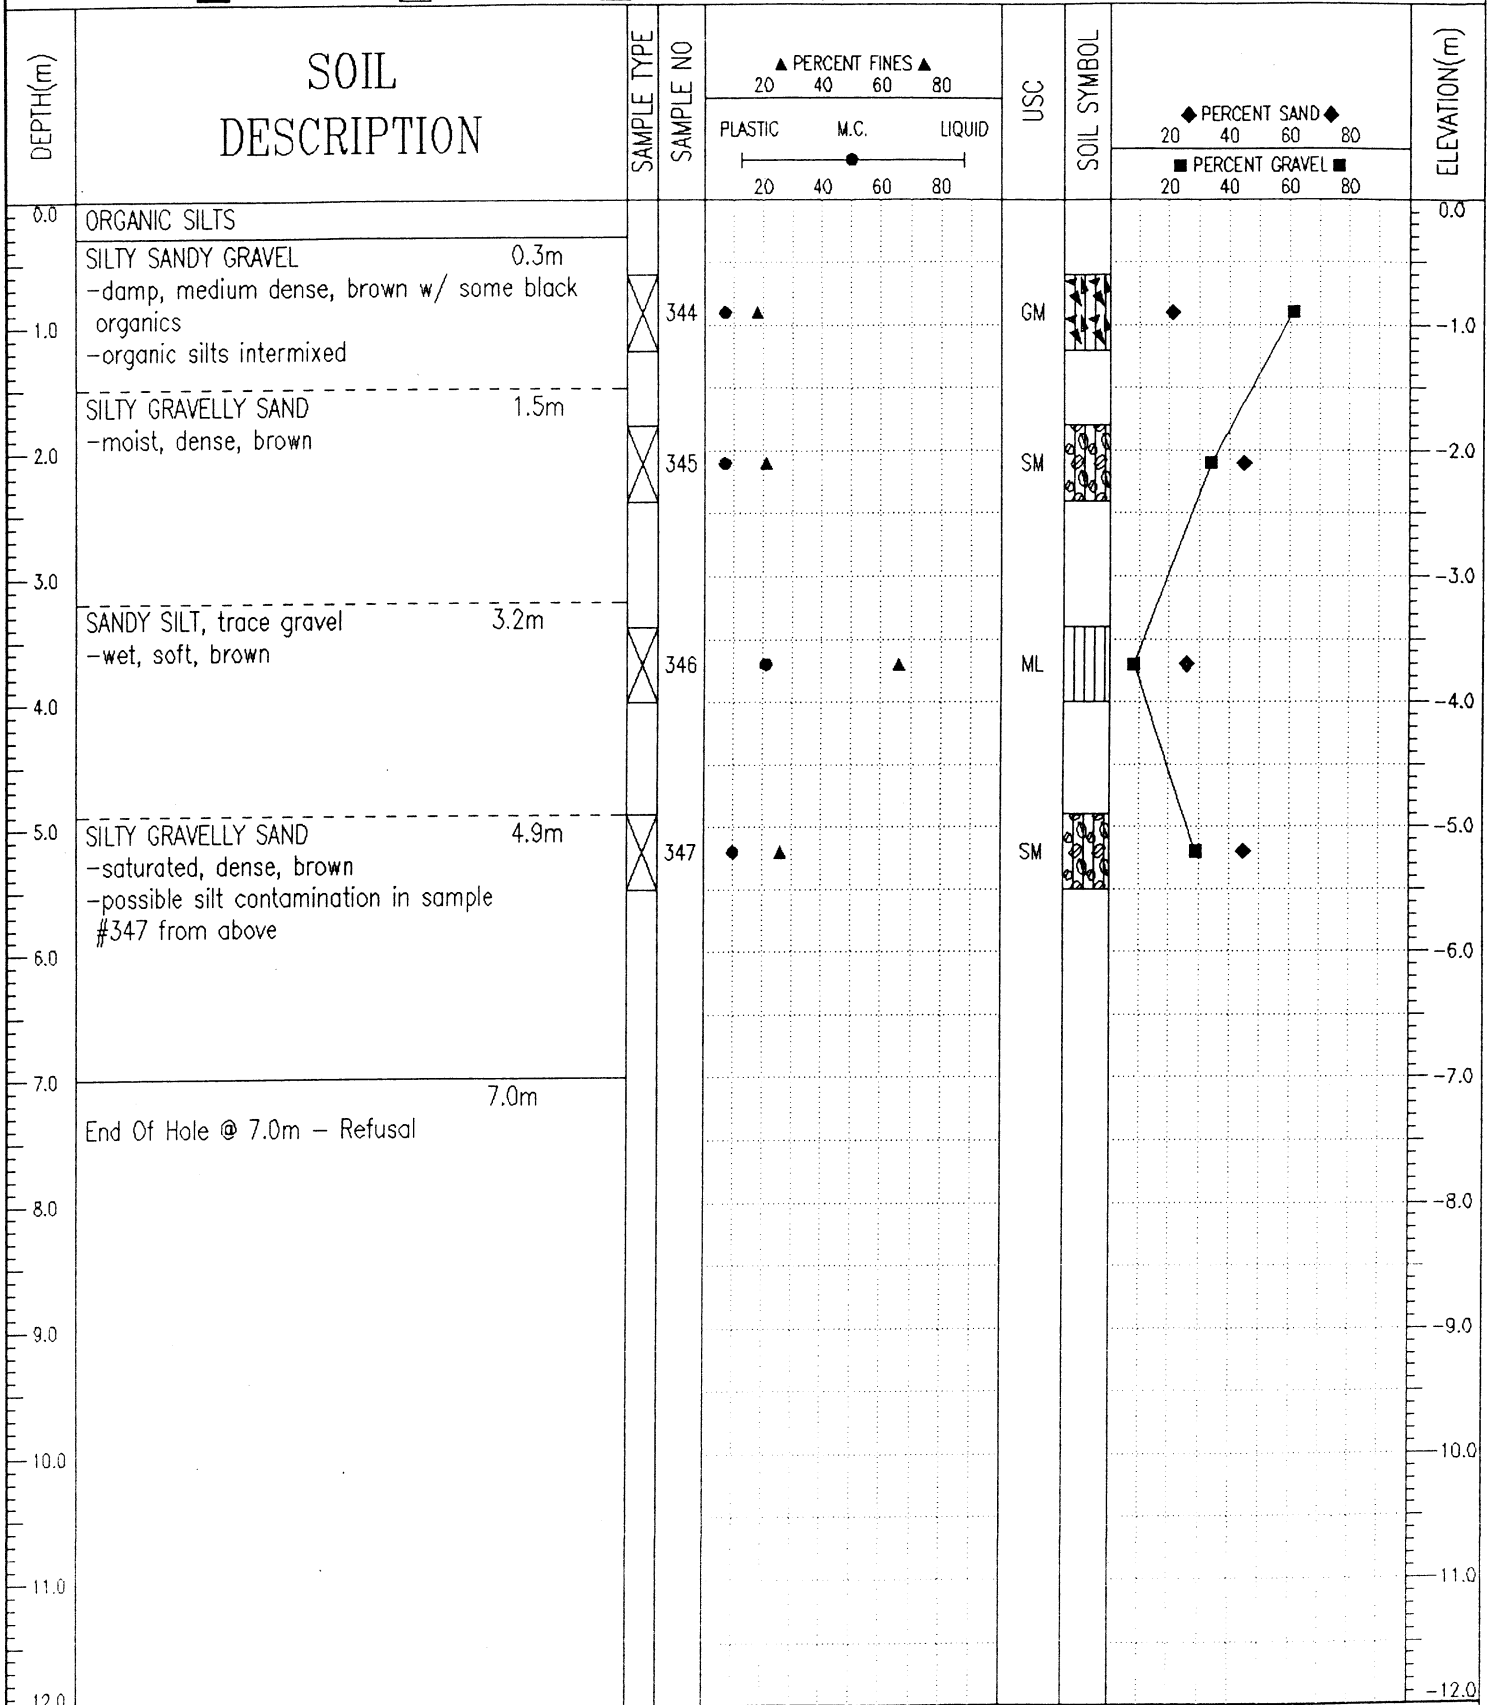 DEPTH(m)
SOIL
DESCRIPTION
SAMPLE TYPE
SAMPLE NO
▲ PERCENT FINES ▲
20 40 60 80
PLASTIC M.C. LIQUID
20 40 60 80
USC
SOIL SYMBOL
◆ PERCENT SAND ◆
20 40 60 80
■ PERCENT GRAVEL ■
20 40 60 80
ELEVATION(m)
0.0
ORGANIC SILTS
0.0
SILTY SANDY GRAVEL 0.3m
-damp, medium dense, brown w/ some black
organics
-organic silts intermixed
344
GM
1.0
-1.0
SILTY GRAVELLY SAND 1.5m
-moist, dense, brown
345
SM
2.0
-2.0
3.0
-3.0
SANDY SILT, trace gravel 3.2m
-wet, soft, brown
346
ML
4.0
-4.0
5.0
SILTY GRAVELLY SAND 4.9m
-saturated, dense, brown
-possible silt contamination in sample
#347 from above
347
SM
-5.0
6.0
-6.0
7.0
7.0m
-7.0
End Of Hole @ 7.0m - Refusal
8.0
-8.0
9.0
-9.0
10.0
-10.0
11.0
-11.0
12.0
-12.0